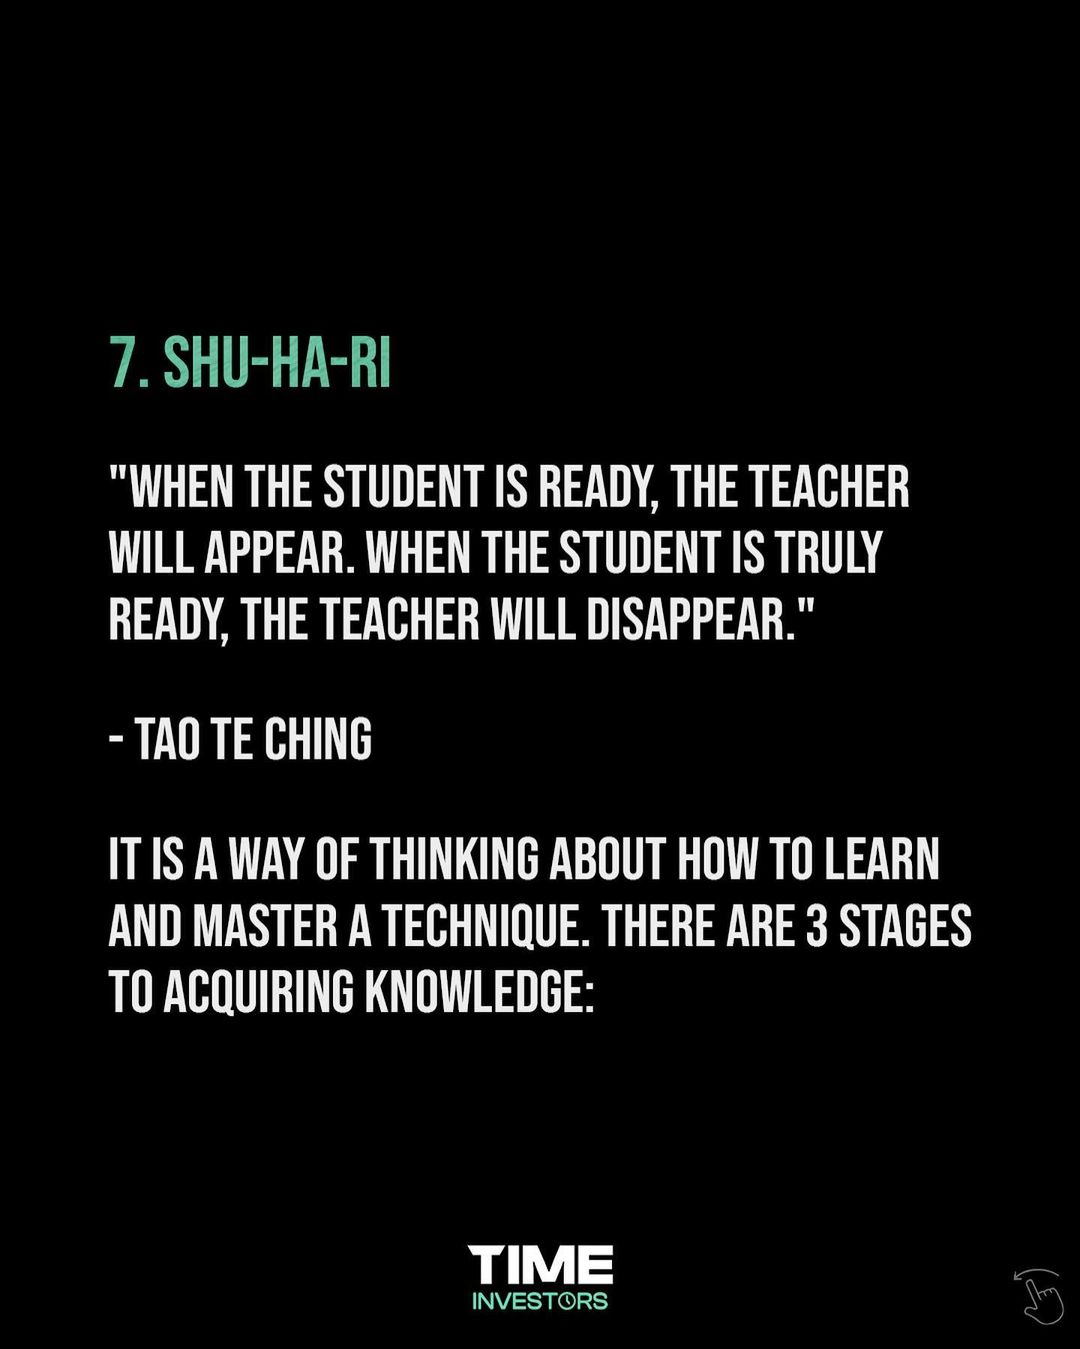 7. SHU-HA-RI
"WHEN THE STUDENT IS READY, THE TEACHER
WILL APPEAR. WHEN THE STUDENT IS TRULY
READY, THE TEACHER WILL DISAPPEAR."
- TAO TE CHING
IT IS A WAY OF THINKING ABOUT HOW TO LEARN
AND MASTER A TECHNIQUE. THERE ARE 3 STAGES
TO ACQUIRING KNOWLEDGE:
TIME
INVESTORS